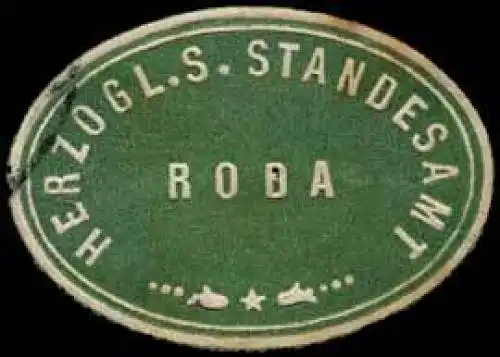 HERZOGL. S. STANDESAMT
RODA